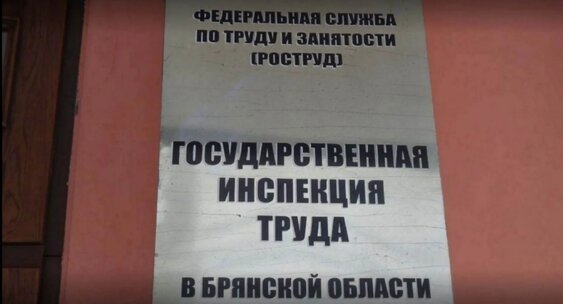 ФЕДЕРАЛЬНАЯ СЛУЖБА
ПО ТРУДУ И ЗАНЯТОСТИ
(РОСТРУД)
ГОСУДАРСТВЕННАЯ
ИНСПЕКЦИЯ
ТРУДА
В БРЯНСКОЙ ОБЛАСТИ